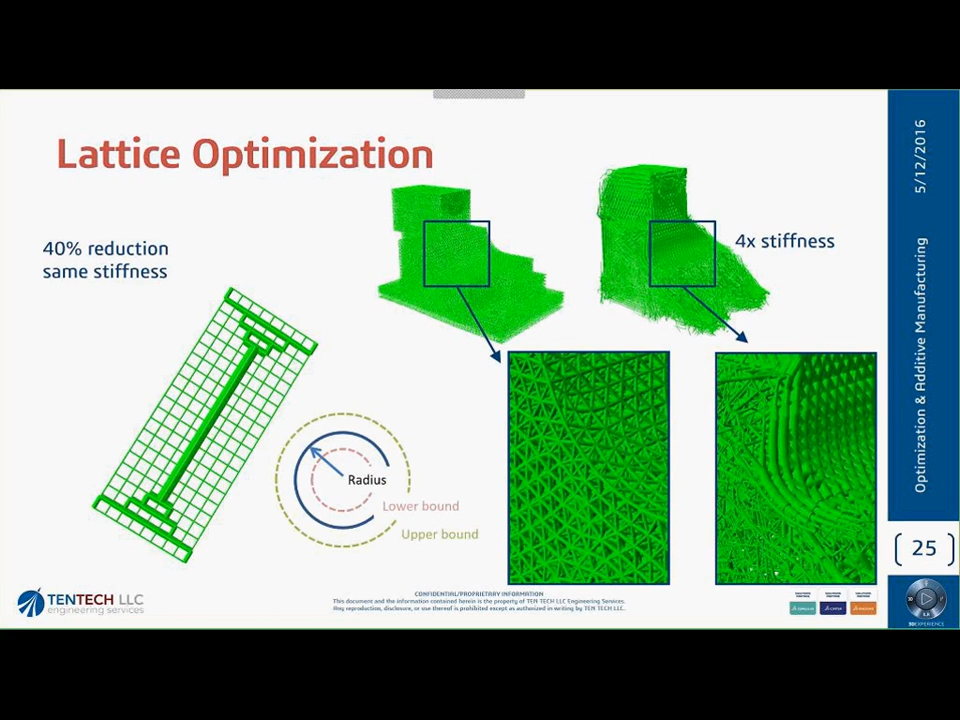 Lattice Optimization
40% reduction
same stiffness
4x stiffness
Radius
Lower bound
Upper bound
5/12/2016
Optimization & Additive Manufacturing
25
TENTECH LLC
engineering services
CONFIDENTIAL/PROPRIETARY INFORMATION
This document and the information contained herein is the property of TEN TECH LLC Engineering Services.
Any reproduction, disclosure, or use thereof is prohibited except as authorized in writing by TEN TECH LLC.
3DEXPERIENCE